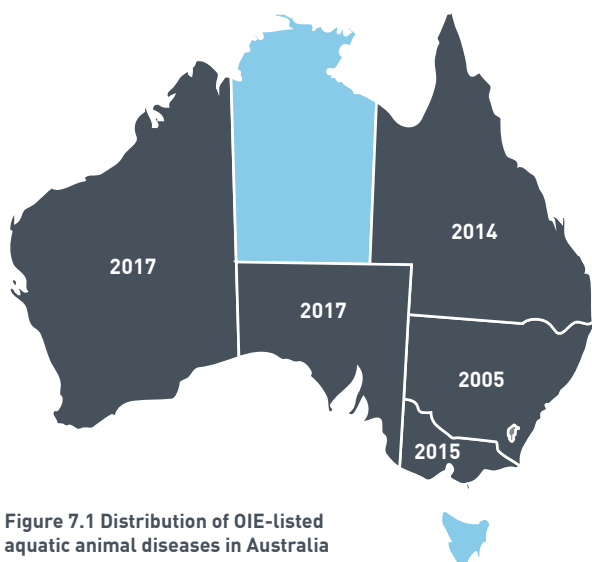 2014
2017
2017
2005
2015
Figure 7.1 Distribution of OIE-listed
aquatic animal diseases in Australia